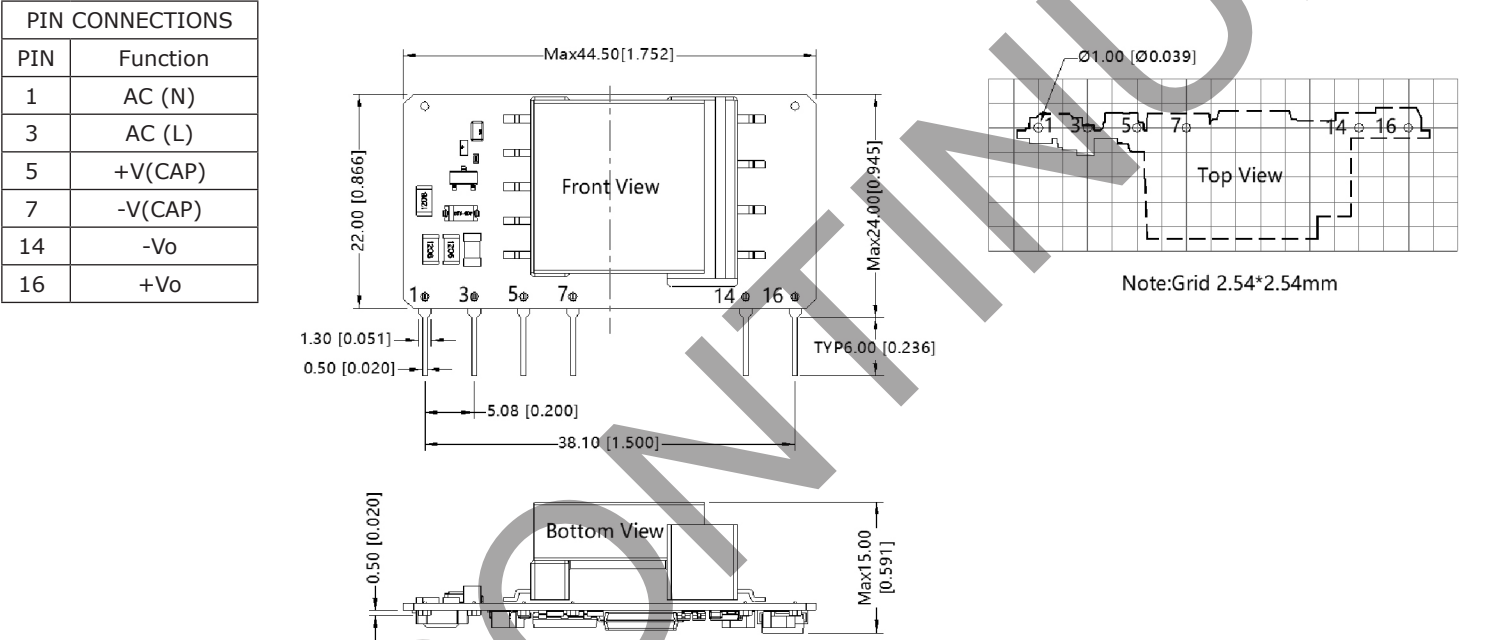 PIN CONNECTIONS
PIN Function
1 AC (N)
3 AC (L)
5 +V(CAP)
7 -V(CAP)
14 -Vo
16 +Vo
Max44.50[1.752]
22.00 [0.866]
Front View
Max24.00[0.945]
1 3 5 7 14 16
1.30 [0.051]
0.50 [0.020]
TYP6.00 [0.236]
5.08 [0.200]
38.10 [1.500]
Ø1.00 [Ø0.039]
1 3 5 7 14 16
Top View
Note:Grid 2.54*2.54mm
0.50 [0.020]
Bottom View
Max15.00
[0.591]
ONTINU